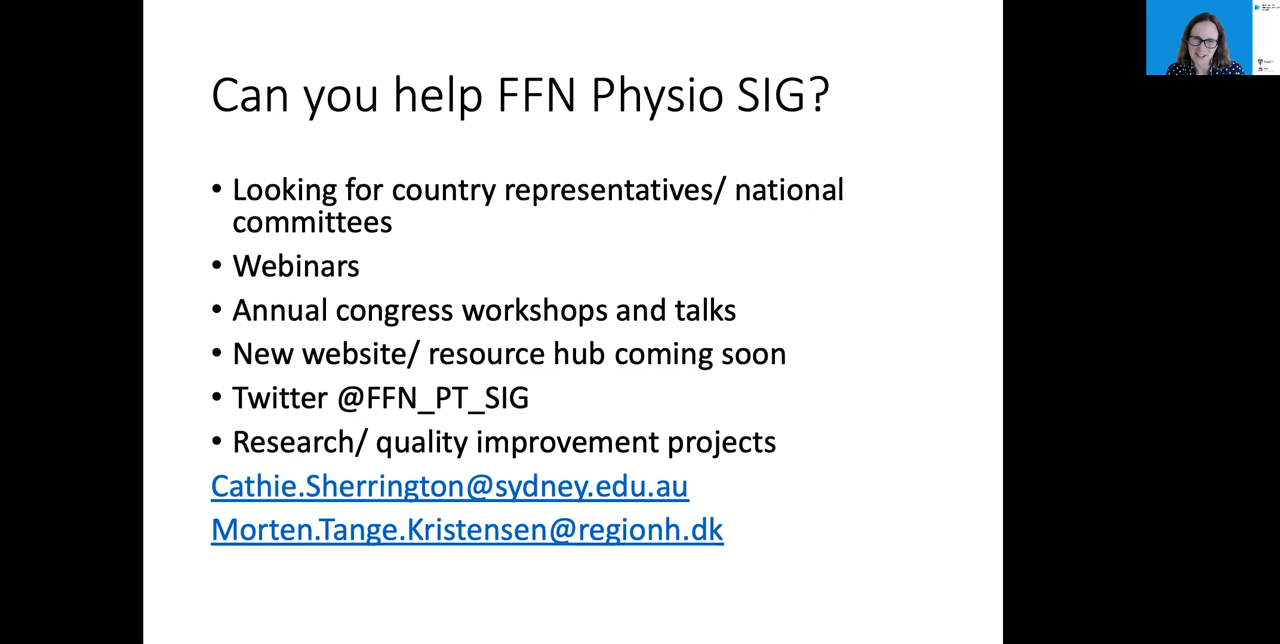 Can you help FFN Physio SIG?
• Looking for country representatives/ national
committees
• Webinars
• Annual congress workshops and talks
• New website/ resource hub coming soon
• Twitter @FFN_PT_SIG
• Research/ quality improvement projects
Cathie.Sherrington@sydney.edu.au
Morten.Tange.Kristensen@regionh.dk